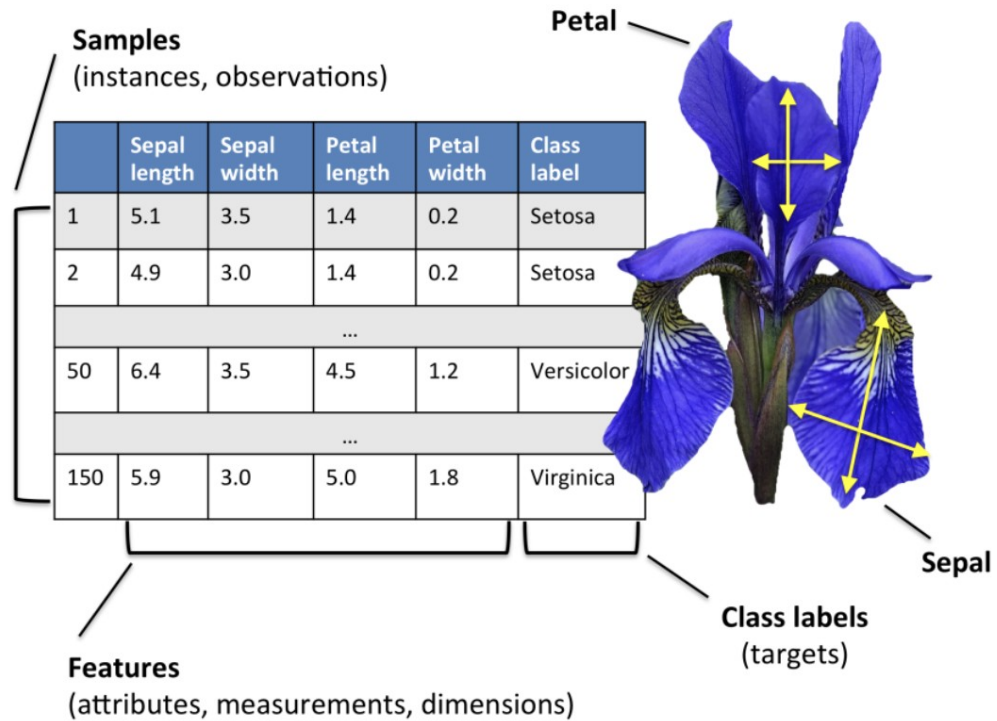 Petal
Samples
(instances, observations)
Sepal length Sepal width Petal length Petal width Class label
1 5.1 3.5 1.4 0.2 Setosa
2 4.9 3.0 1.4 0.2 Setosa
...
50 6.4 3.5 4.5 1.2 Versicolor
...
150 5.9 3.0 5.0 1.8 Virginica
Sepal
Class labels
(targets)
Features
(attributes, measurements, dimensions)